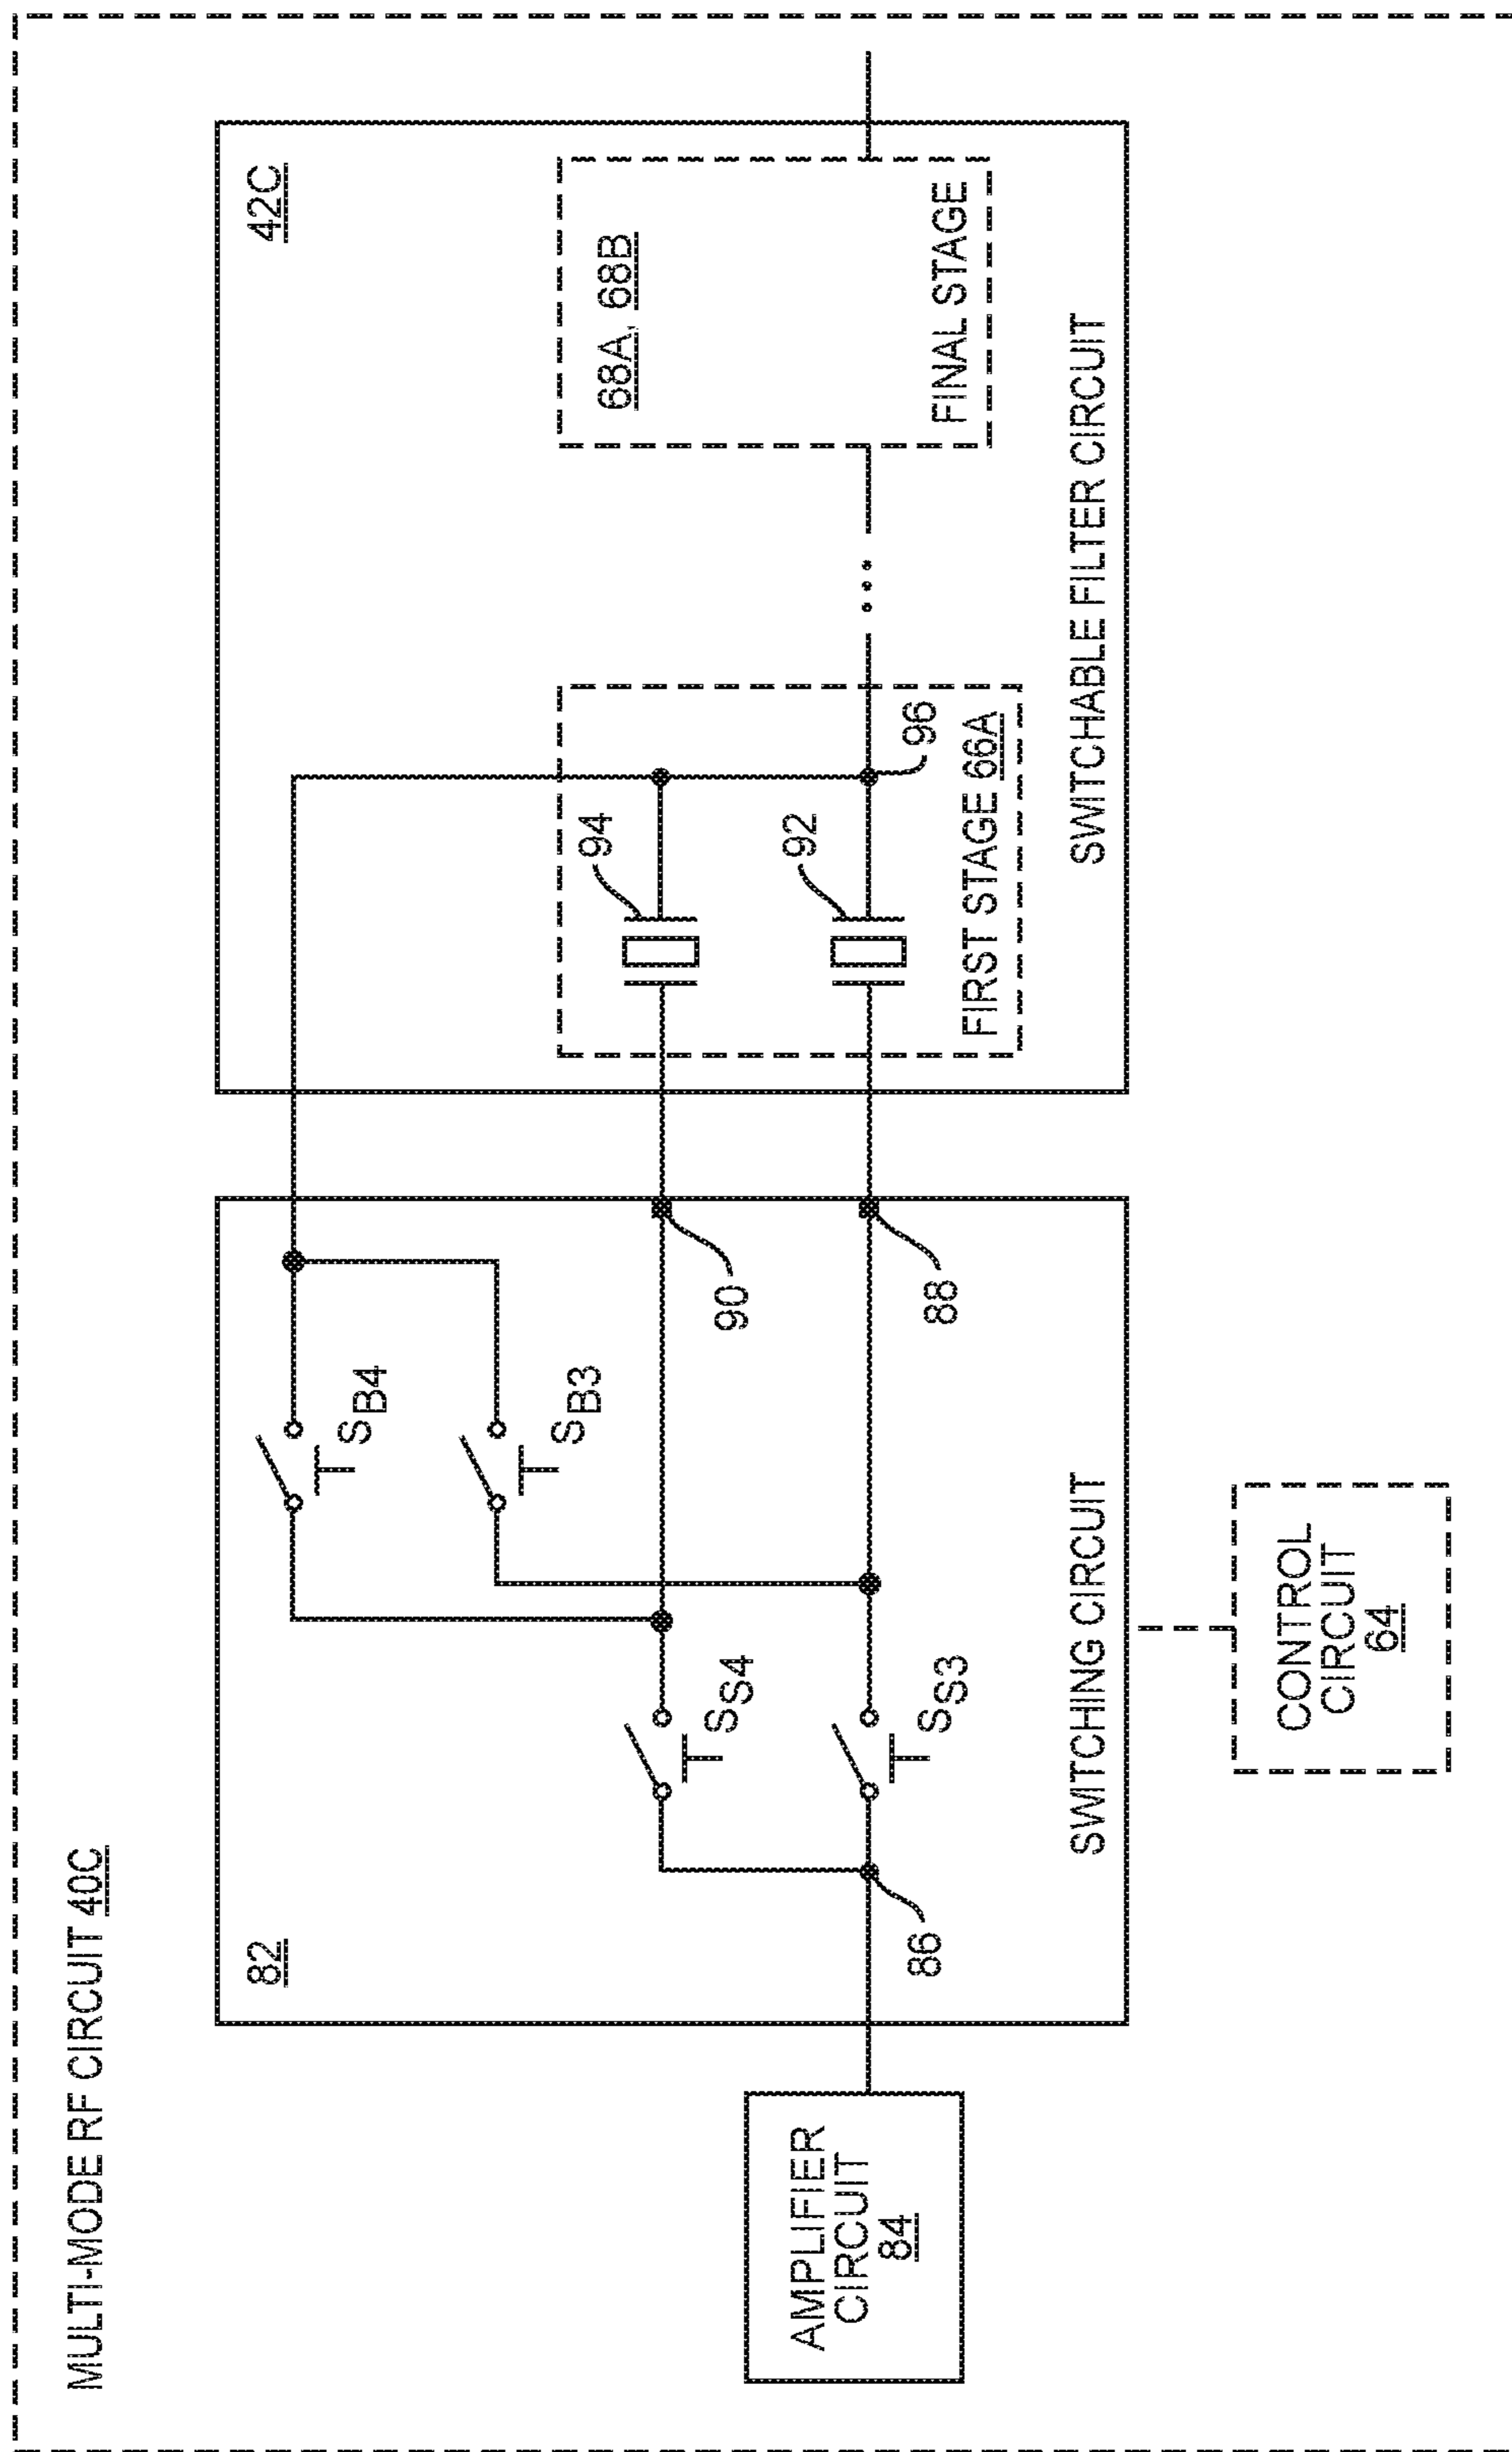 MULTI-MODE RF CIRCUIT 40C
82
42C
SB4
SB3
68A, 68B
94
90
SS4
92
88
SS3
96
86
FINAL STAGE
FIRST STAGE 66A
AMPLIFIER
CIRCUIT
84
SWITCHING CIRCUIT
SWITCHABLE FILTER CIRCUIT
CONTROL
CIRCUIT
64